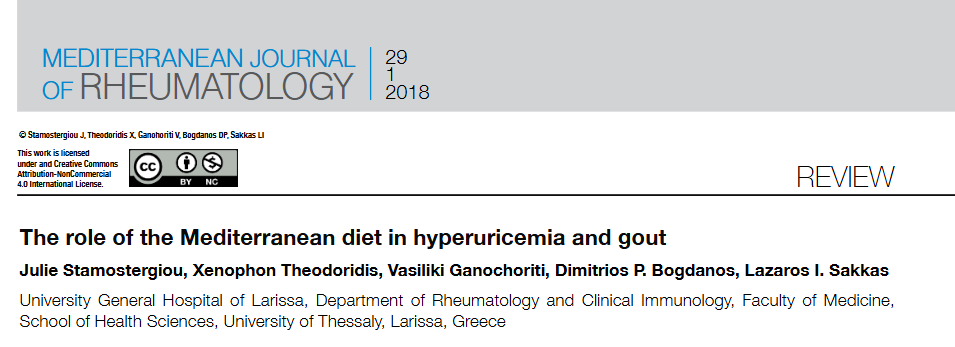 MEDITERRANEAN JOURNAL
OF RHEUMATOLOGY
29
1
2018
© Stamostergiou J, Theodoridis X, Ganohoriti V, Bogdanos DP, Sakkas LI
This work is licensed
under and Creative Commons
Attribution-NonCommercial
4.0 International License.
cc
BY NC
REVIEW
The role of the Mediterranean diet in hyperuricemia and gout
Julie Stamostergiou, Xenophon Theodoridis, Vasiliki Ganochoriti, Dimitrios P. Bogdanos, Lazaros I. Sakkas
University General Hospital of Larissa, Department of Rheumatology and Clinical Immunology, Faculty of Medicine,
School of Health Sciences, University of Thessaly, Larissa, Greece